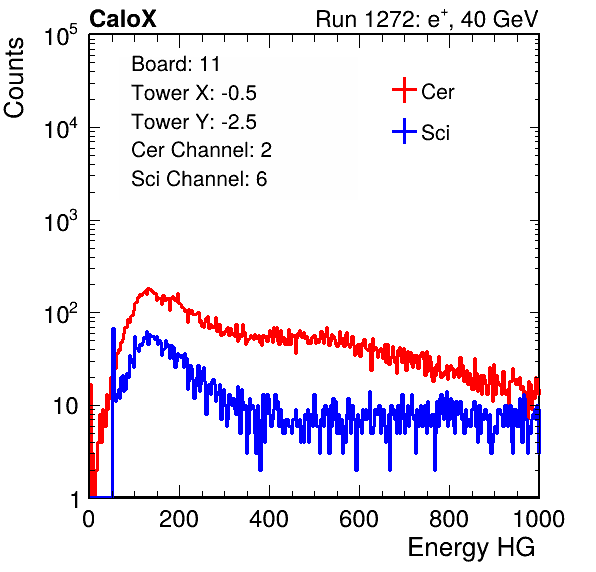 CaloX Run 1272: e⁺, 40 GeV
Counts
Board: 11
Tower X: -0.5
Tower Y: -2.5
Cer Channel: 2
Sci Channel: 6
Cer
Sci
10⁵
10⁴
10³
10²
10
1
0 200 400 600 800 1000
Energy HG